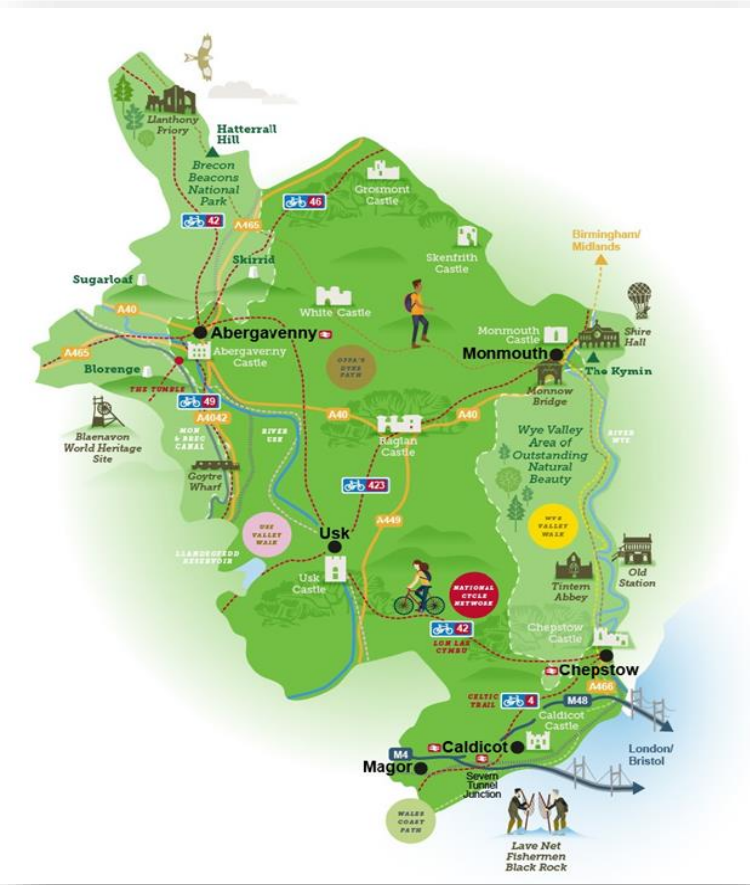 Llanthony
Priory
Hatterrall
Hill
Brecon
Beacons
National
Park
42
A465
46
Grosmont
Castle
Skenfrith
Castle
Skirrid
Sugarloaf
White Castle
Birmingham/
Midlands
A40
Abergavenny
Abergavenny
Castle
A465
Blorenge
THE TUMBLE
OFFA'S
DYKE
PATH
Monmouth
Castle
Monmouth
Shire
Hall
The Kymin
Monnow
Bridge
49
A4042
MON
& BREC
CANAL
RIVER
USK
A40
A40
Raglan
Castle
Blaenavon
World Heritage
Site
Goytre
Wharf
Wye Valley
Area of
Outstanding
Natural
Beauty
RIVER
WYE
423
A449
USK
VALLEY
WALK
WYE
VALLEY
WALK
LLANDEGFEDD
RESERVOIR
Usk
Usk
Castle
NATIONAL
CYCLE
NETWORK
Tintern
Abbey
Old
Station
42
LON LAS
CYMRU
Chepstow
Castle
Chepstow
A466
CELTIC
TRAIL
4
M48
Caldicot
Castle
M4
Caldicot
Magor
Severn
Tunnel
Junction
London/
Bristol
WALES
COAST
PATH
Lave Net
Fishermen
Black Rock